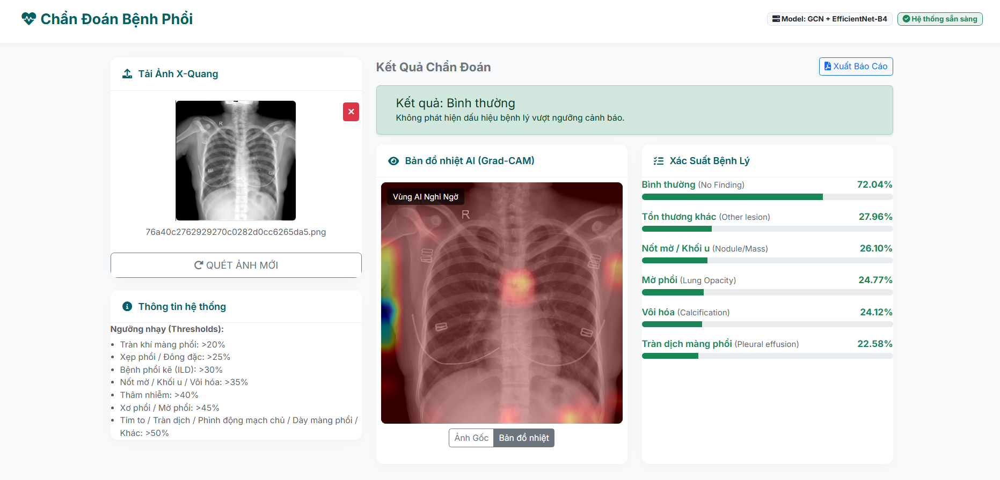 Chẩn Đoán Bệnh Phổi
Model: GCN + EfficientNet-B4
Hệ thống sẵn sàng
Tải Ảnh X-Quang
R
76a40c2762929270c0282d0cc6265da5.png
QUÉT ẢNH MỚI
Thông tin hệ thống
Ngưỡng nhạy (Thresholds):
Tràn khí màng phổi: >20%
Xẹp phổi / Đông đặc: >25%
Bệnh phổi kẽ (ILD): >30%
Nốt mờ / Khối u / Vôi hóa: >35%
Thâm nhiễm: >40%
Xơ phổi / Mờ phổi: >45%
Tim to / Tràn dịch / Phình động mạch chủ / Dày màng phổi /
Khác: >50%
Kết Quả Chẩn Đoán
Xuất Báo Cáo
Kết quả: Bình thường
Không phát hiện dấu hiệu bệnh lý vượt ngưỡng cảnh báo.
Bản đồ nhiệt AI (Grad-CAM)
Vùng AI Nghi Ngờ
R
Ảnh Gốc
Bản đồ nhiệt
Xác Suất Bệnh Lý
Bình thường (No Finding) 72.04%
Tổn thương khác (Other lesion) 27.96%
Nốt mờ / Khối u (Nodule/Mass) 26.10%
Mờ phổi (Lung Opacity) 24.77%
Vôi hóa (Calcification) 24.12%
Tràn dịch màng phổi (Pleural effusion) 22.58%